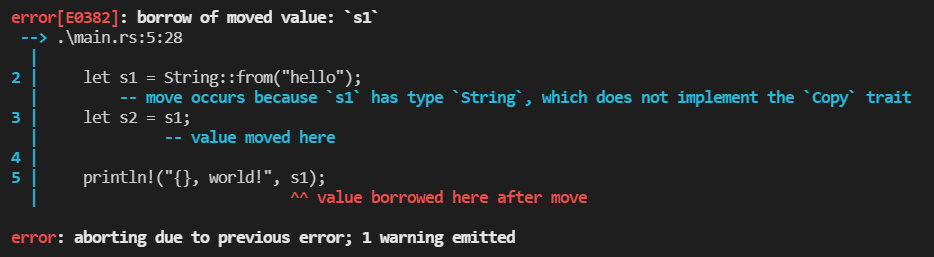 error[E0382]: borrow of moved value: `s1`
 --> .\main.rs:5:28
  |
2 |     let s1 = String::from("hello");
  |         -- move occurs because `s1` has type `String`, which does not implement the `Copy` trait
3 |     let s2 = s1;
  |              -- value moved here
4 |
5 |     println!("{}, world!", s1);
  |                            ^^ value borrowed here after move

error: aborting due to previous error; 1 warning emitted